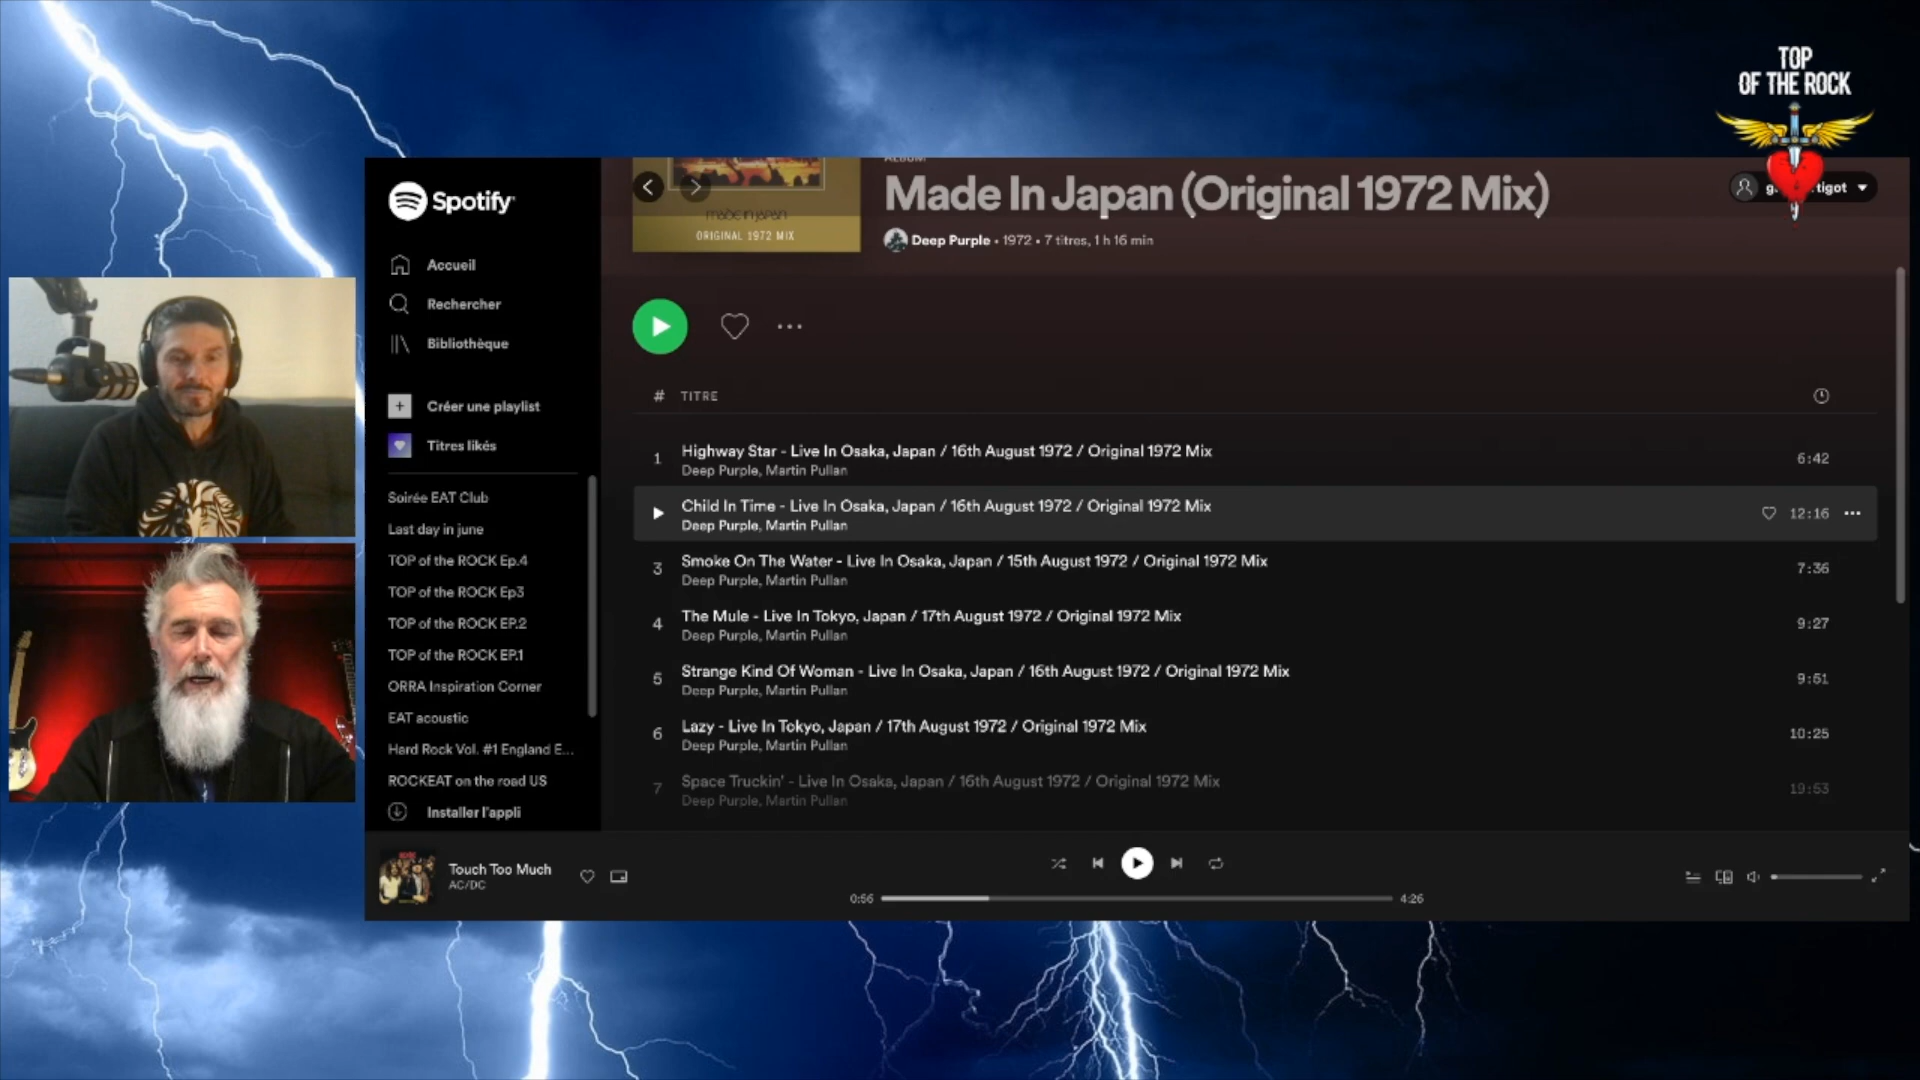 TOP
OF THE ROCK
Spotify
Accueil
Rechercher
Bibliothèque
Créer une playlist
Titres likés
Soirée EAT Club
Last day in june
TOP of the ROCK Ep.4
TOP of the ROCK Ep3
TOP of the ROCK EP.2
TOP of the ROCK EP.1
ORRA Inspiration Corner
EAT acoustic
Hard Rock Vol. #1 England E...
ROCKEAT on the road US
Installer l'appli
made in japan
ORIGINAL 1972 MIX
ALBUM
Made In Japan (Original 1972 Mix)
Deep Purple • 1972 • 7 titres, 1 h 16 min
# TITRE
1 Highway Star - Live In Osaka, Japan / 16th August 1972 / Original 1972 Mix 6:42
Deep Purple, Martin Pullan
Child In Time - Live In Osaka, Japan / 16th August 1972 / Original 1972 Mix 12:16
Deep Purple, Martin Pullan
3 Smoke On The Water - Live In Osaka, Japan / 15th August 1972 / Original 1972 Mix 7:36
Deep Purple, Martin Pullan
4 The Mule - Live In Tokyo, Japan / 17th August 1972 / Original 1972 Mix 9:27
Deep Purple, Martin Pullan
5 Strange Kind Of Woman - Live In Osaka, Japan / 16th August 1972 / Original 1972 Mix 9:51
Deep Purple, Martin Pullan
6 Lazy - Live In Tokyo, Japan / 17th August 1972 / Original 1972 Mix 10:25
Deep Purple, Martin Pullan
7 Space Truckin' - Live In Osaka, Japan / 16th August 1972 / Original 1972 Mix 19:53
Deep Purple, Martin Pullan
Touch Too Much
AC/DC
0:56 4:26